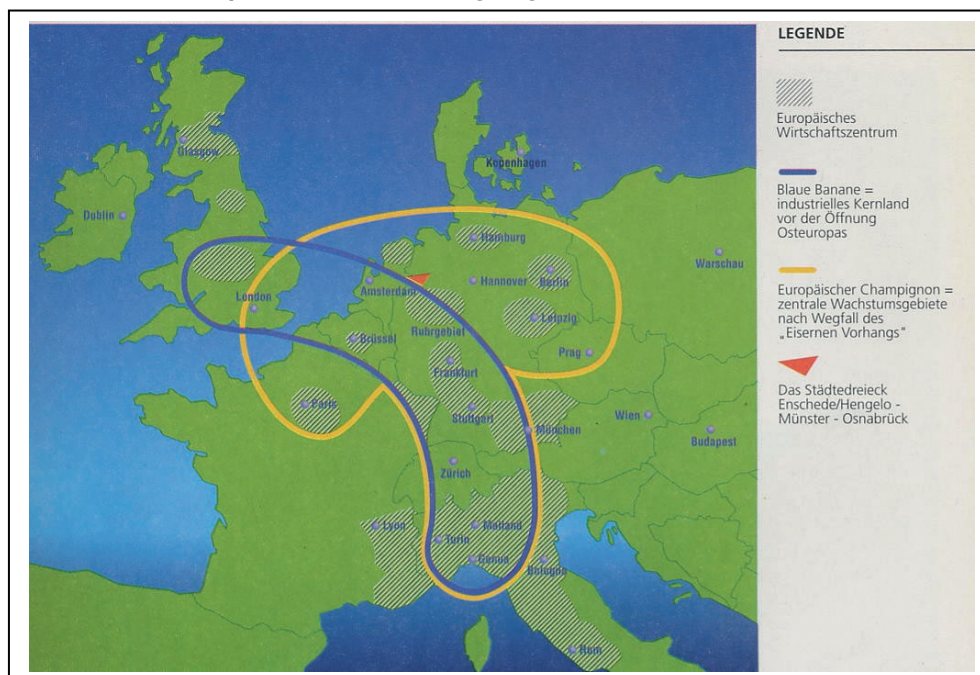 Glasgow
Kopenhagen
Dublin
Hamburg
Warschau
Amsterdam
Hannover
Berlin
London
Ruhrgebiet
Leipzig
Brüssel
Prag
Frankfurt
Paris
Stuttgart
Wien
München
Budapest
Zürich
Lyon
Mailand
Turin
Genua
Bologna
Rom
LEGENDE
Europäisches
Wirtschaftszentrum
Blaue Banane =
industrielles Kernland
vor der Öffnung
Osteuropas
Europäischer Champignon =
zentrale Wachstumsgebiete
nach Wegfall des
„Eisernen Vorhangs"
Das Städtedreieck
Enschede/Hengelo -
Münster - Osnabrück